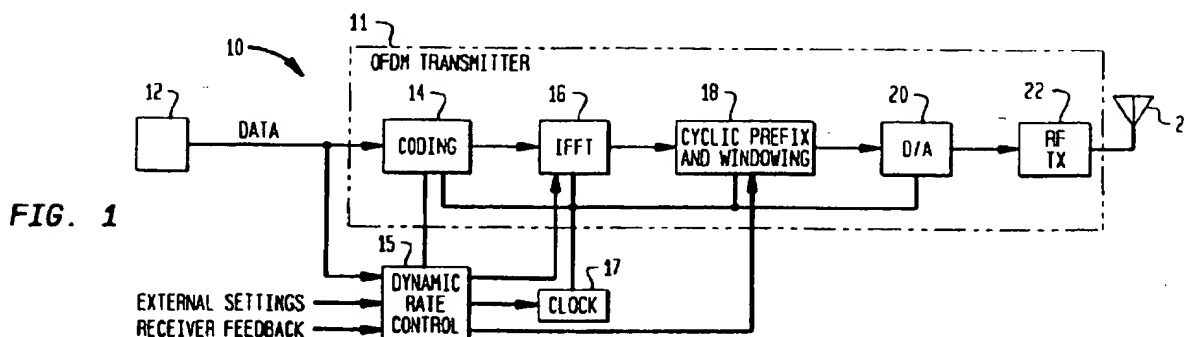 11
OFDM TRANSMITTER
10
12
14
16
18
20
22
2
DATA
CODING
IFFT
CYCLIC PREFIX
AND WINDOWING
D/A
RF
TX
FIG. 1
15
17
DYNAMIC
RATE
CONTROL
CLOCK
EXTERNAL SETTINGS
RECEIVER FEEDBACK